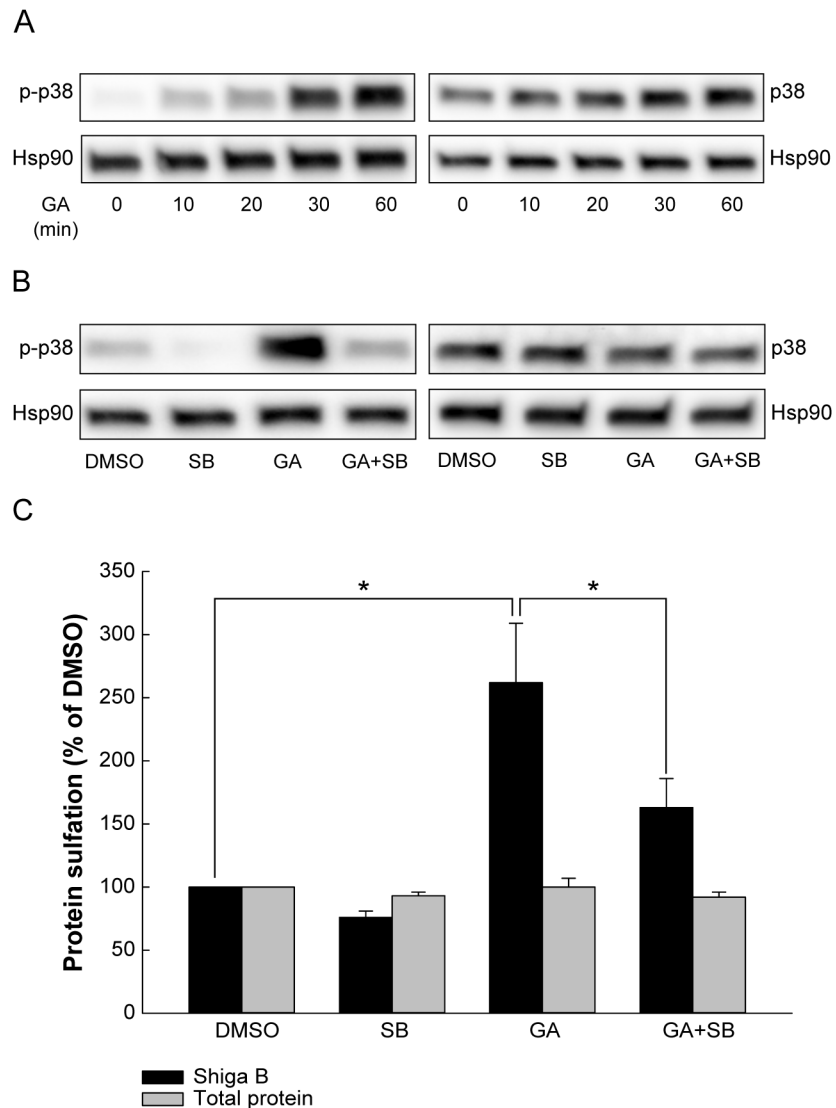 A
p-p38
p38
Hsp90
Hsp90
GA
(min)
0 10 20 30 60
0 10 20 30 60
B
p-p38
p38
Hsp90
Hsp90
DMSO SB GA GA+SB
DMSO SB GA GA+SB
C
Protein sulfation (% of DMSO)
350
300
250
200
150
100
50
0
* *
DMSO SB GA GA+SB
Shiga B
Total protein